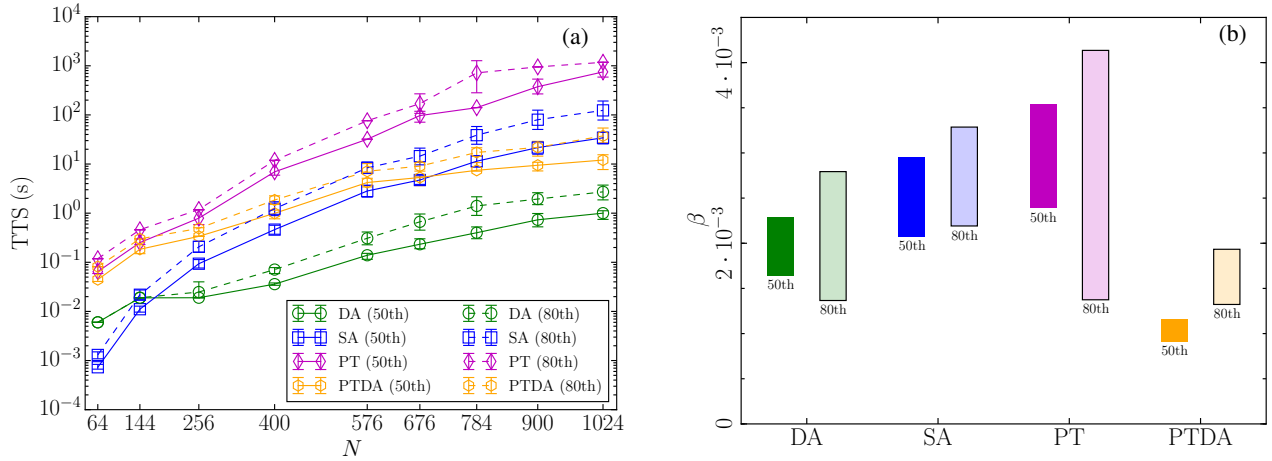 (a)
TTS (s)
10^4
10^3
10^2
10^1
10^0
10^−1
10^−2
10^−3
10^−4
64 144 256 400 576 676 784 900 1024
N
DA (50th) DA (80th)
SA (50th) SA (80th)
PT (50th) PT (80th)
PTDA (50th) PTDA (80th)
(b)
β
4 ×10^−3
2 ×10^−3
0
50th
80th
50th
80th
50th
80th
50th
80th
DA SA PT PTDA